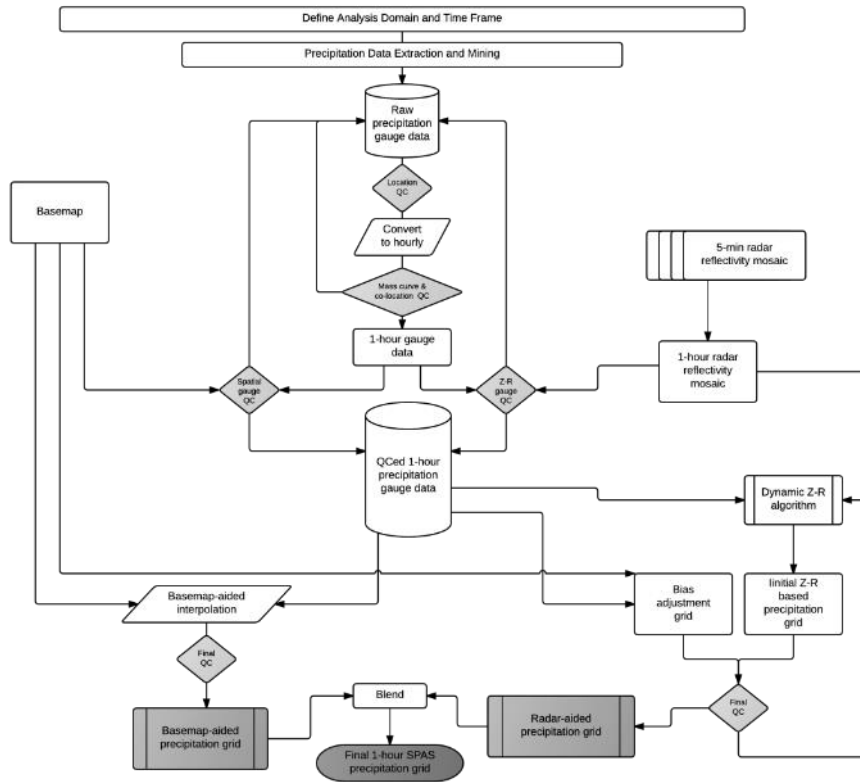 Define Analysis Domain and Time Frame
Precipitation Data Extraction and Mining
Raw
precipitation
gauge data
Location
QC
Basemap
Convert
to hourly
5-min radar
reflectivity mosaic
Mass curve &
co-location QC
1-hour gauge
data
1-hour radar
reflectivity
mosaic
Spatial
gauge
QC
Z-R
gauge
QC
QCed 1-hour
precipitation
gauge data
Dynamic Z-R
algorithm
Basemap-aided
interpolation
Bias
adjustment
grid
Iinitial Z-R
based
precipitation
grid
Final
QC
Final
QC
Blend
Basemap-aided
precipitation grid
Radar-aided
precipitation grid
Final 1-hour SPAS
precipitation grid